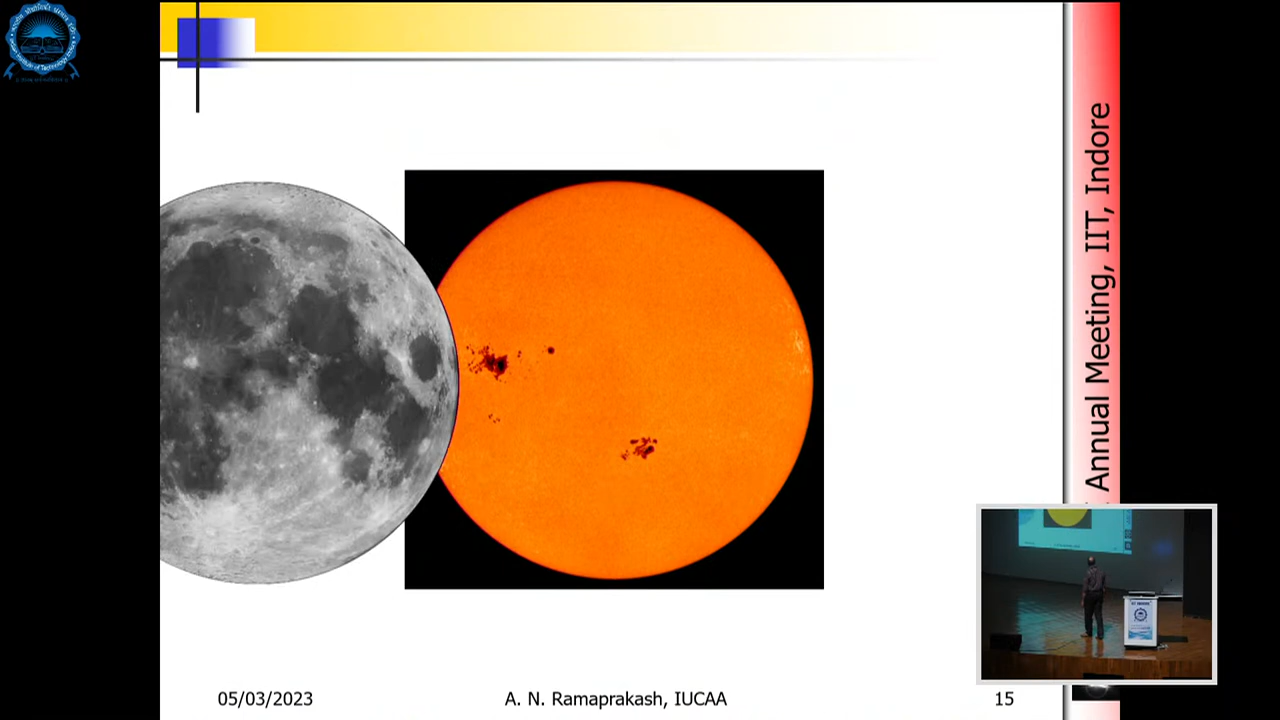 Annual Meeting, IIT, Indore
05/03/2023
A. N. Ramaprakash, IUCAA
15